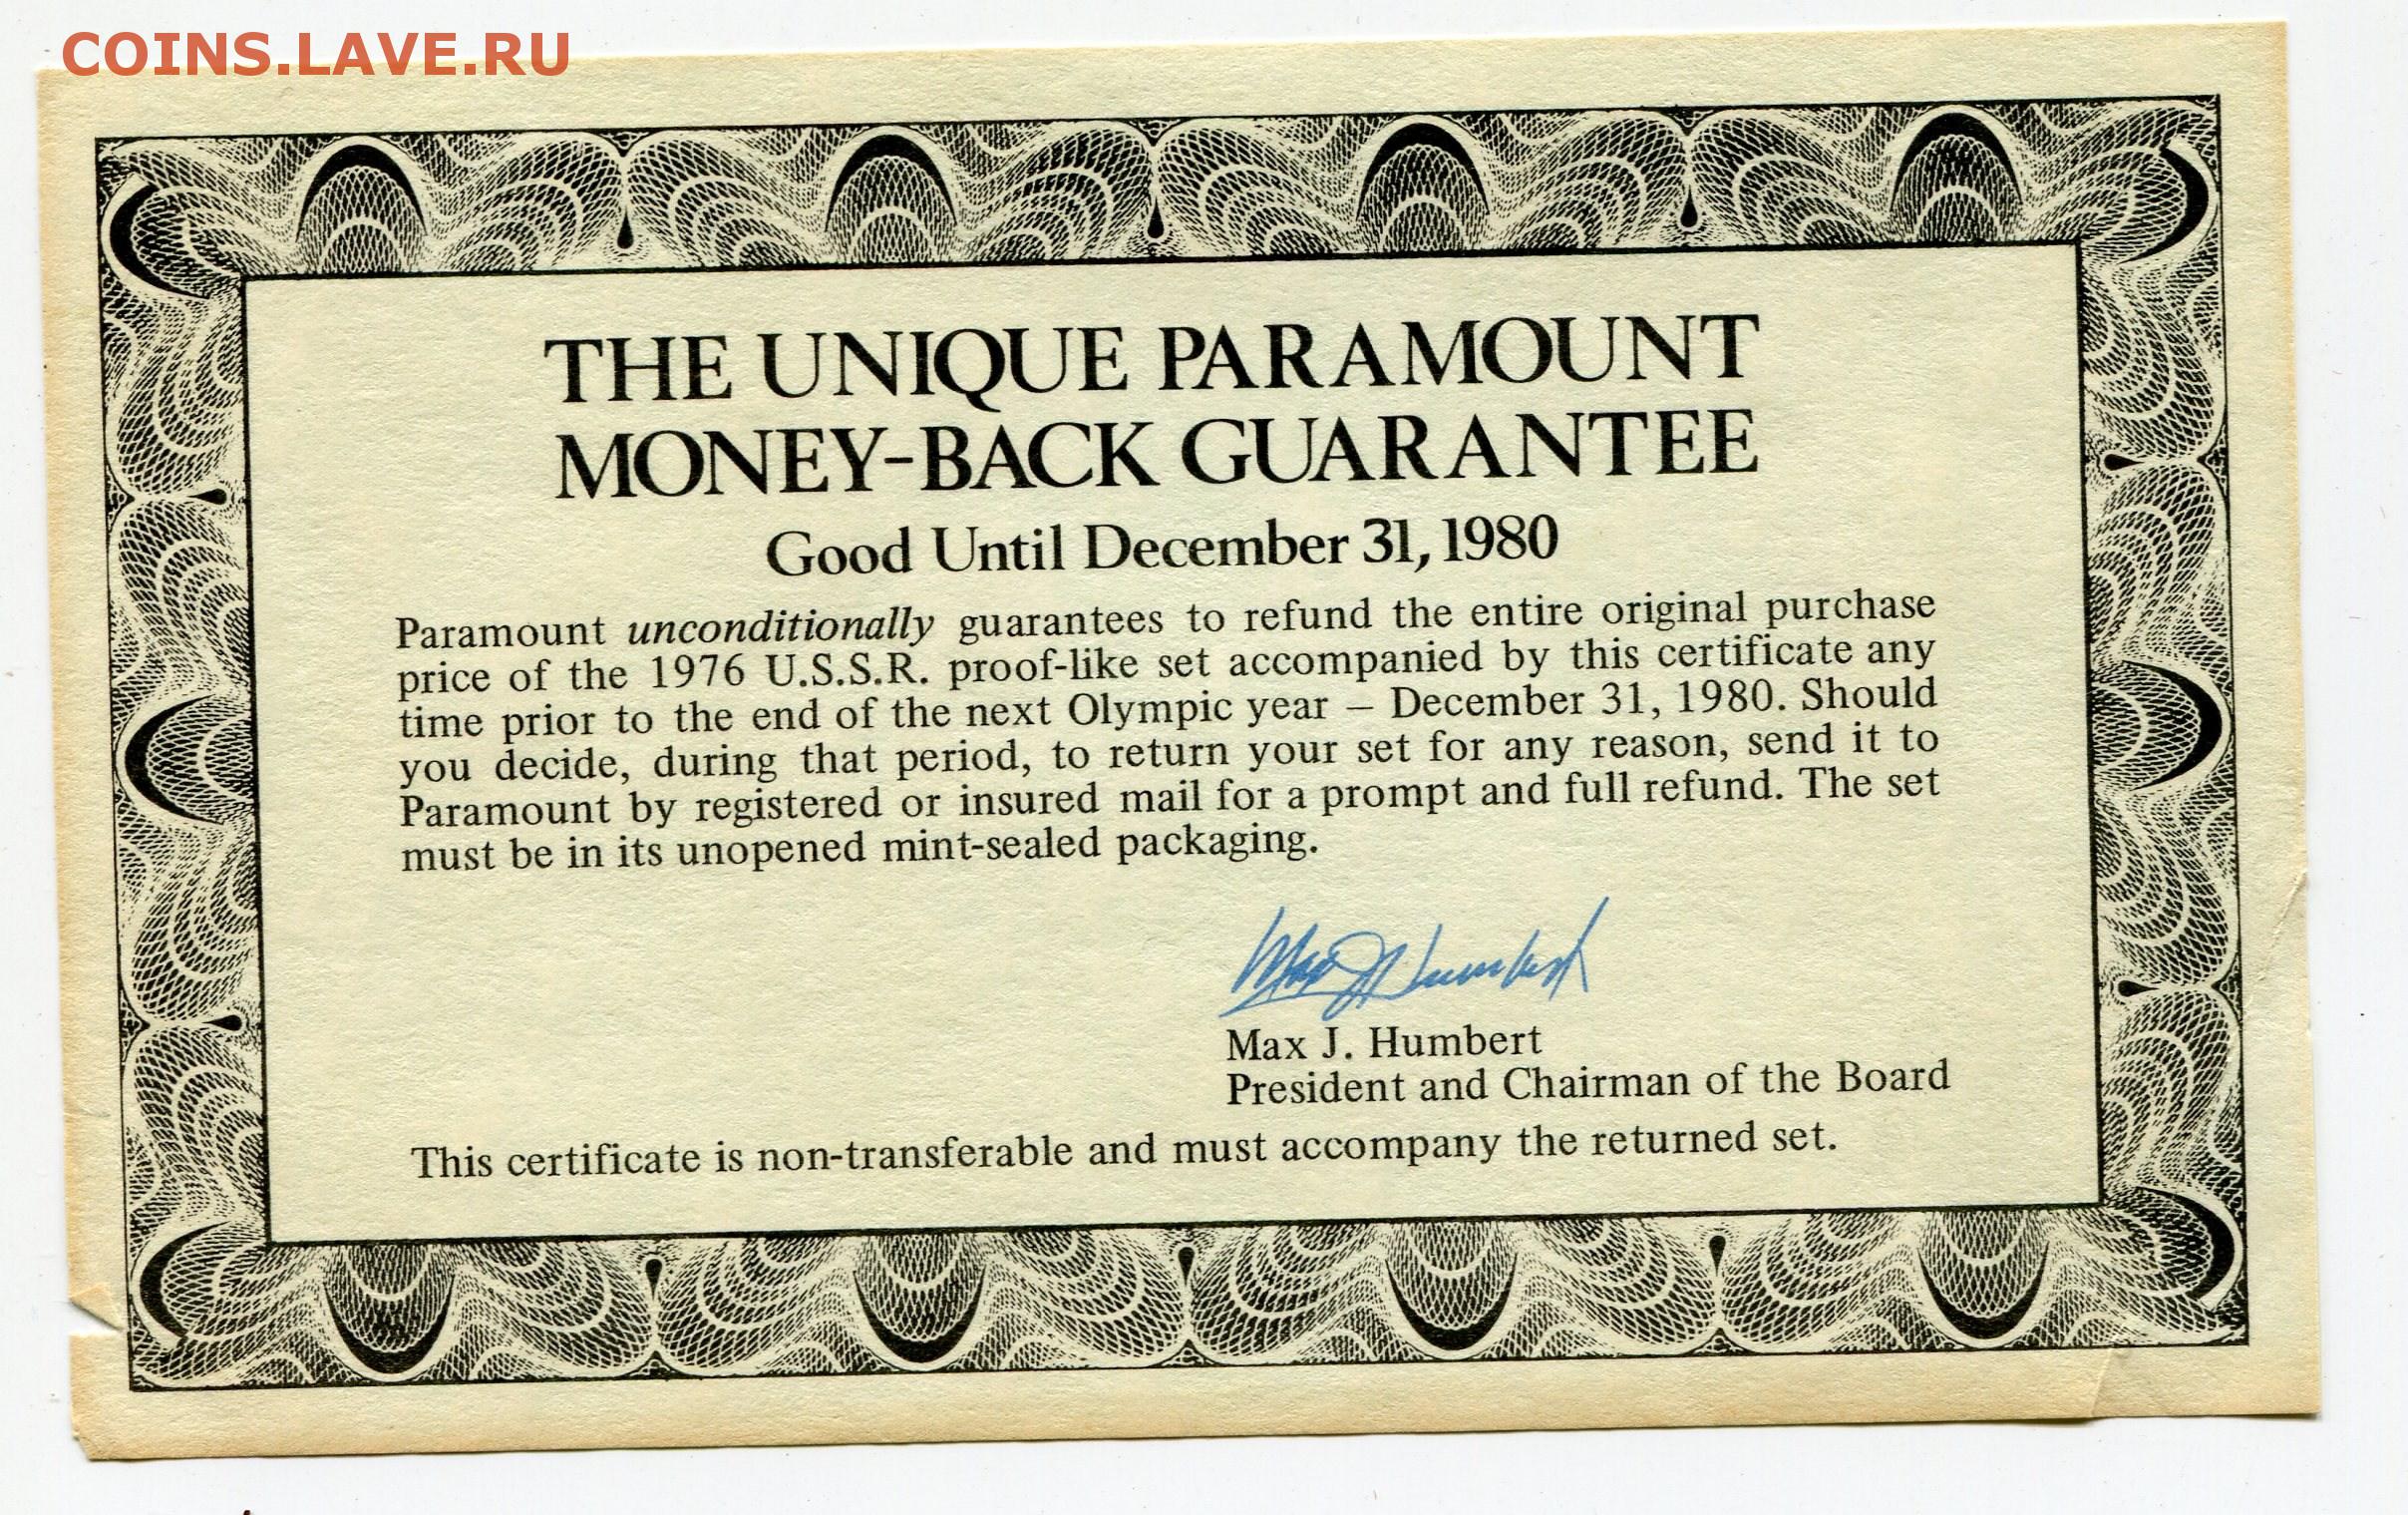 COINS.LAVE.RU
THE UNIQUE PARAMOUNT
MONEY-BACK GUARANTEE
Good Until December 31, 1980
Paramount unconditionally guarantees to refund the entire original purchase
price of the 1976 U.S.S.R. proof-like set accompanied by this certificate any
time prior to the end of the next Olympic year – December 31, 1980. Should
you decide, during that period, to return your set for any reason, send it to
Paramount by registered or insured mail for a prompt and full refund. The set
must be in its unopened mint-sealed packaging.
Max J Humbert
Max J. Humbert
President and Chairman of the Board
This certificate is non-transferable and must accompany the returned set.